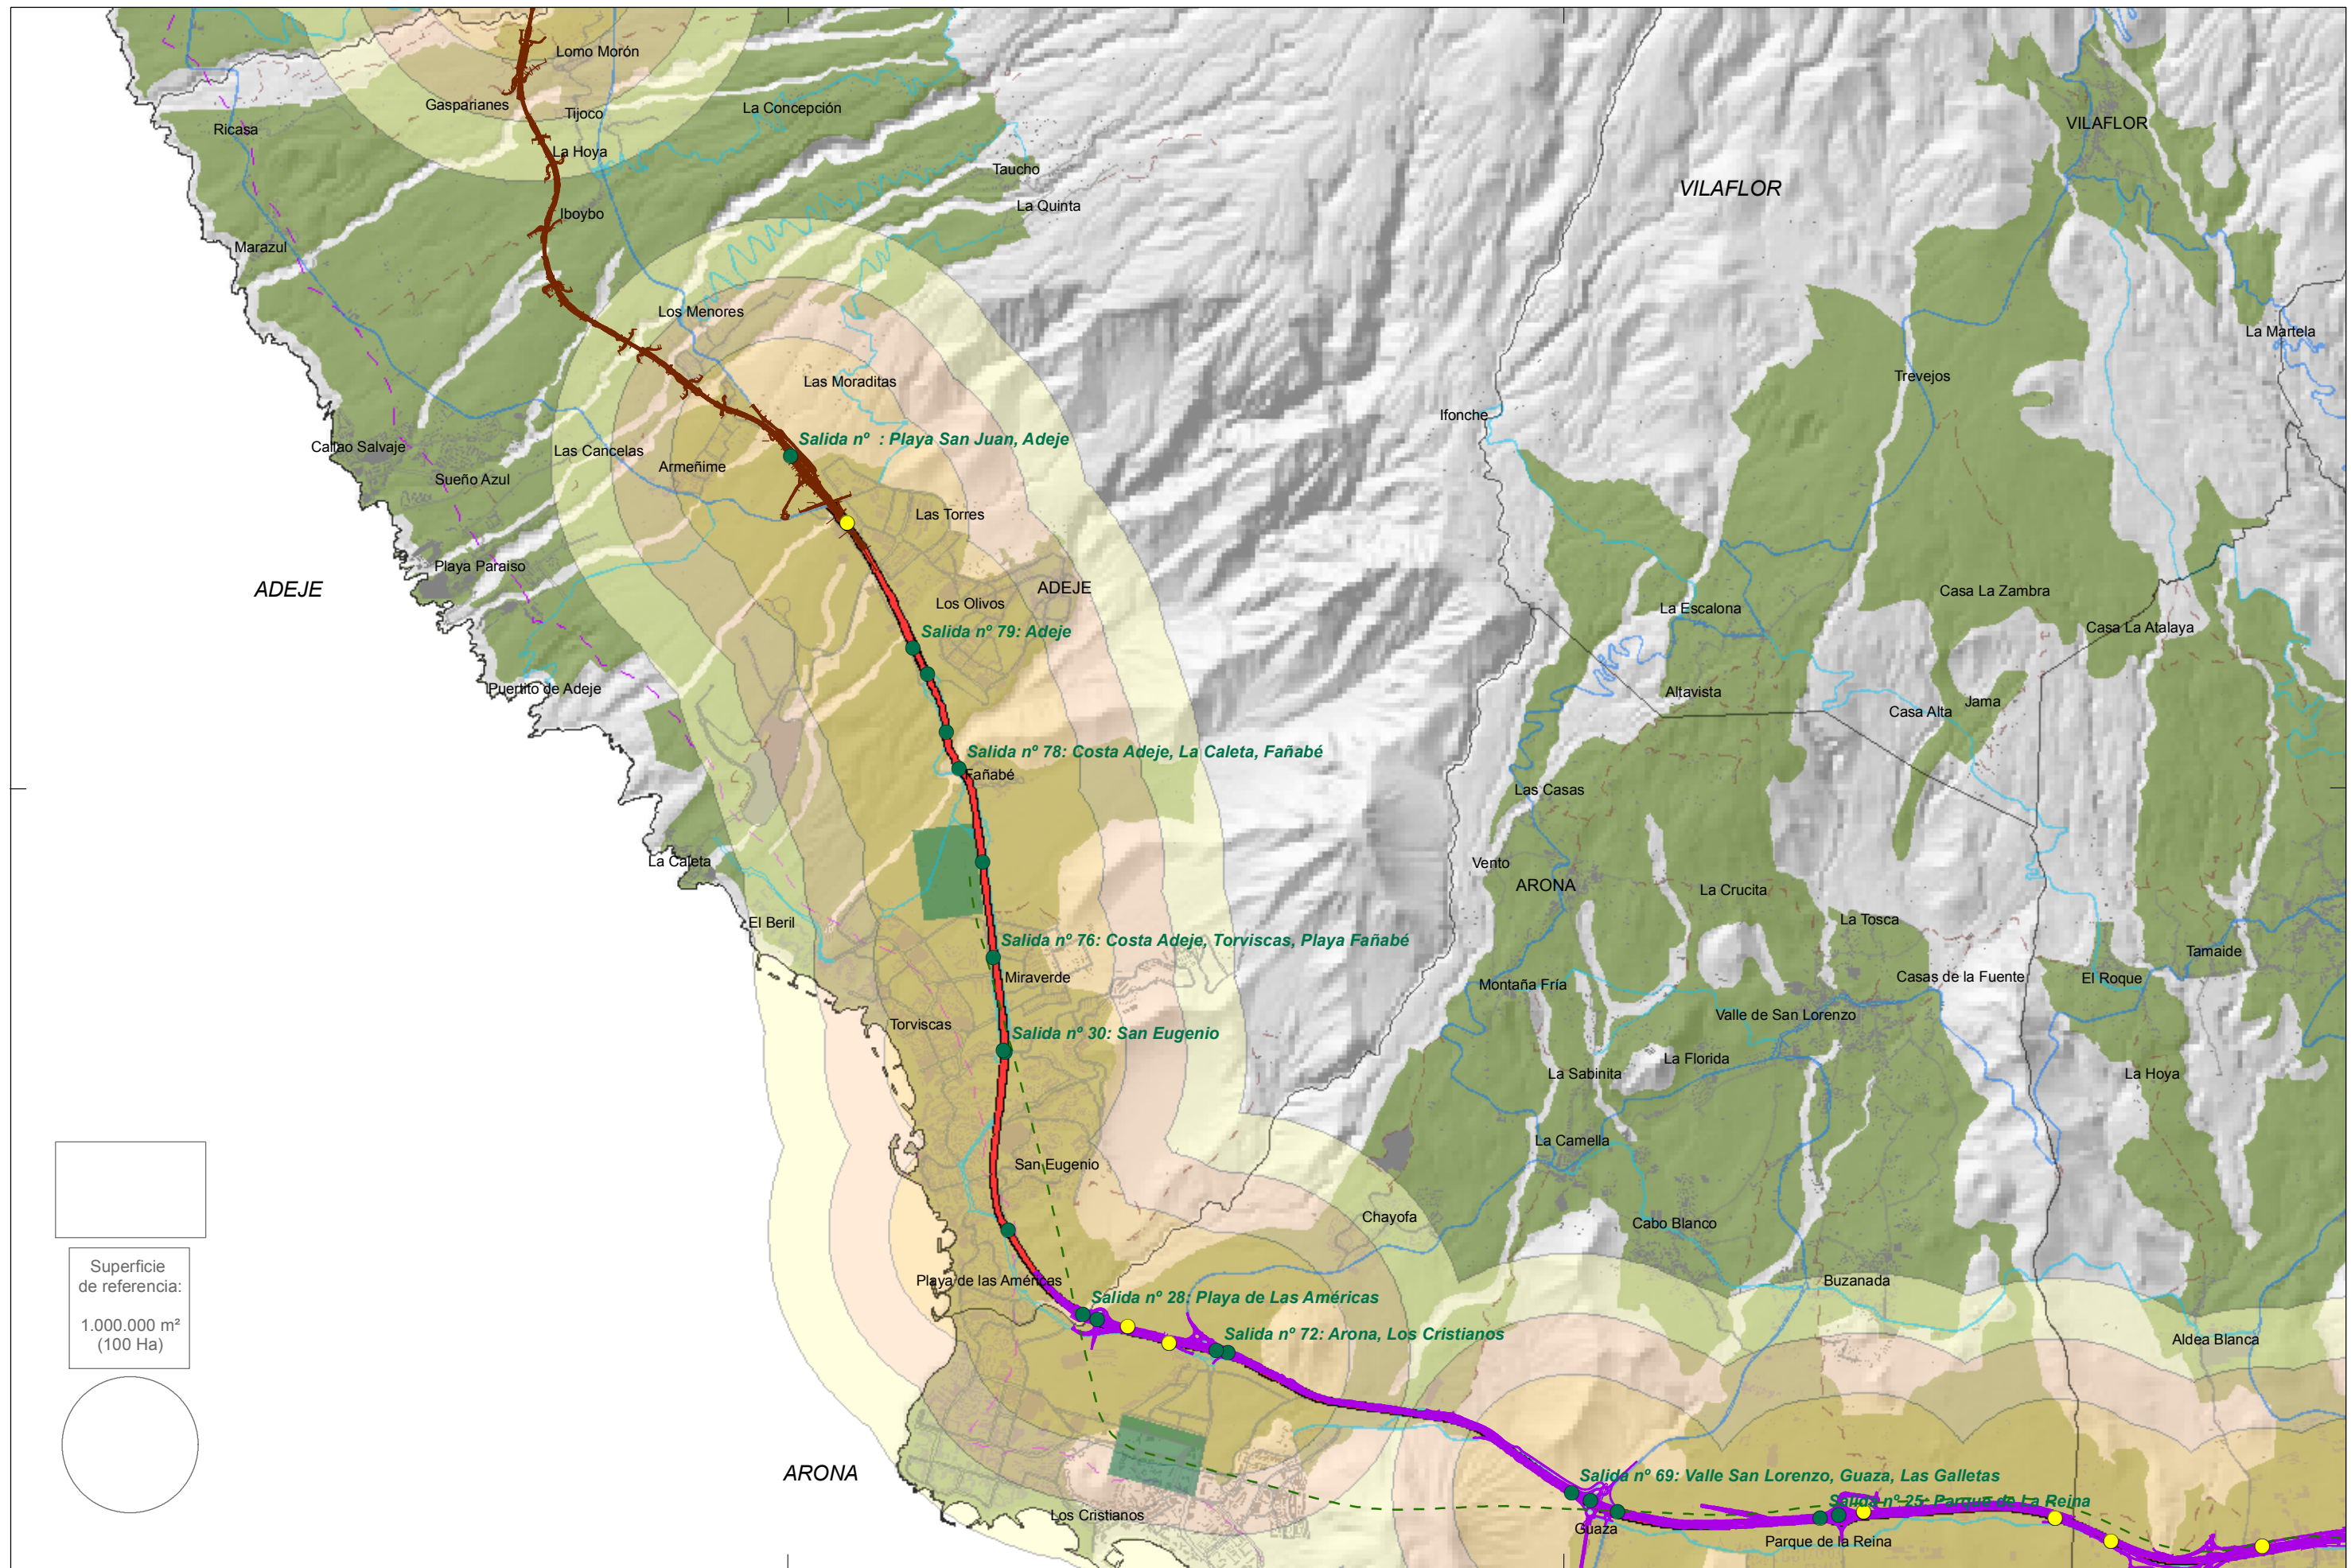 Lomo Morón
Gasparianes
La Concepción
Tijoco
VILAFLOR
Ricasa
La Hoya
Taucho
VILAFLOR
La Quinta
Iboybo
Marazul
Los Menores
La Martela
Las Moraditas
Trevejos
Ifonche
Salida nº : Playa San Juan, Adeje
Callao Salvaje
Las Cancelas
Armeñime
Sueño Azul
Las Torres
Playa Paraiso
ADEJE
ADEJE
Casa La Zambra
Los Olivos
La Escalona
Salida nº 79: Adeje
Casa La Atalaya
Puertito de Adeje
Altavista
Jama
Casa Alta
Salida nº 78: Costa Adeje, La Caleta, Fañabé
Fañabé
Las Casas
La Caleta
Vento
ARONA
La Crucita
El Beril
La Tosca
Salida nº 76: Costa Adeje, Torviscas, Playa Fañabé
Tamaide
Miraverde
Casas de la Fuente
El Roque
Montaña Fría
Valle de San Lorenzo
Torviscas
Salida nº 30: San Eugenio
La Florida
La Sabinita
La Hoya
La Camella
San Eugenio
Chayofa
Cabo Blanco
Superficie
de referencia:
1.000.000 m²
(100 Ha)
Playa de las Américas
Buzanada
Salida nº 28: Playa de Las Américas
Salida nº 72: Arona, Los Cristianos
Aldea Blanca
ARONA
Salida nº 69: Valle San Lorenzo, Guaza, Las Galletas
Salida nº 25: Parque de La Reina
Los Cristianos
Guaza
Parque de la Reina